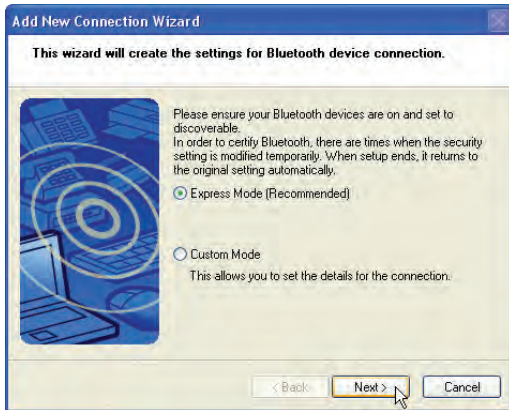 Add New Connection Wizard
This wizard will create the settings for Bluetooth device connection.
Please ensure your Bluetooth devices are on and set to
discoverable.
In order to certify Bluetooth, there are times when the security
setting is modified temporarily. When setup ends, it returns to
the original setting automatically.
Express Mode (Recommended)
Custom Mode
This allows you to set the details for the connection.
< Back Next > Cancel